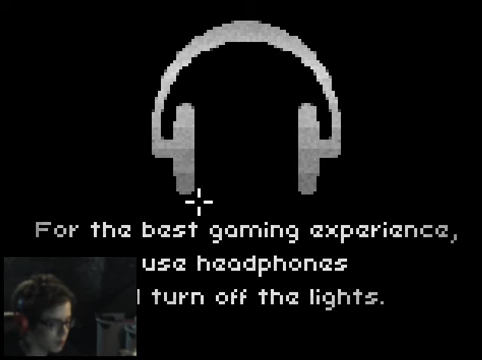 For the best gaming experience,
use headphones
turn off the lights.